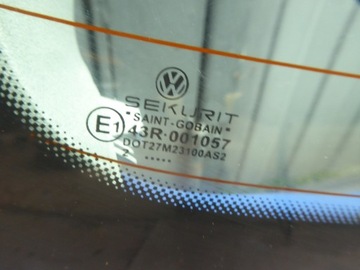 SEKURIT
"SAINT-GOBAIN"
E1 43R-001057
DOT27M23100AS2